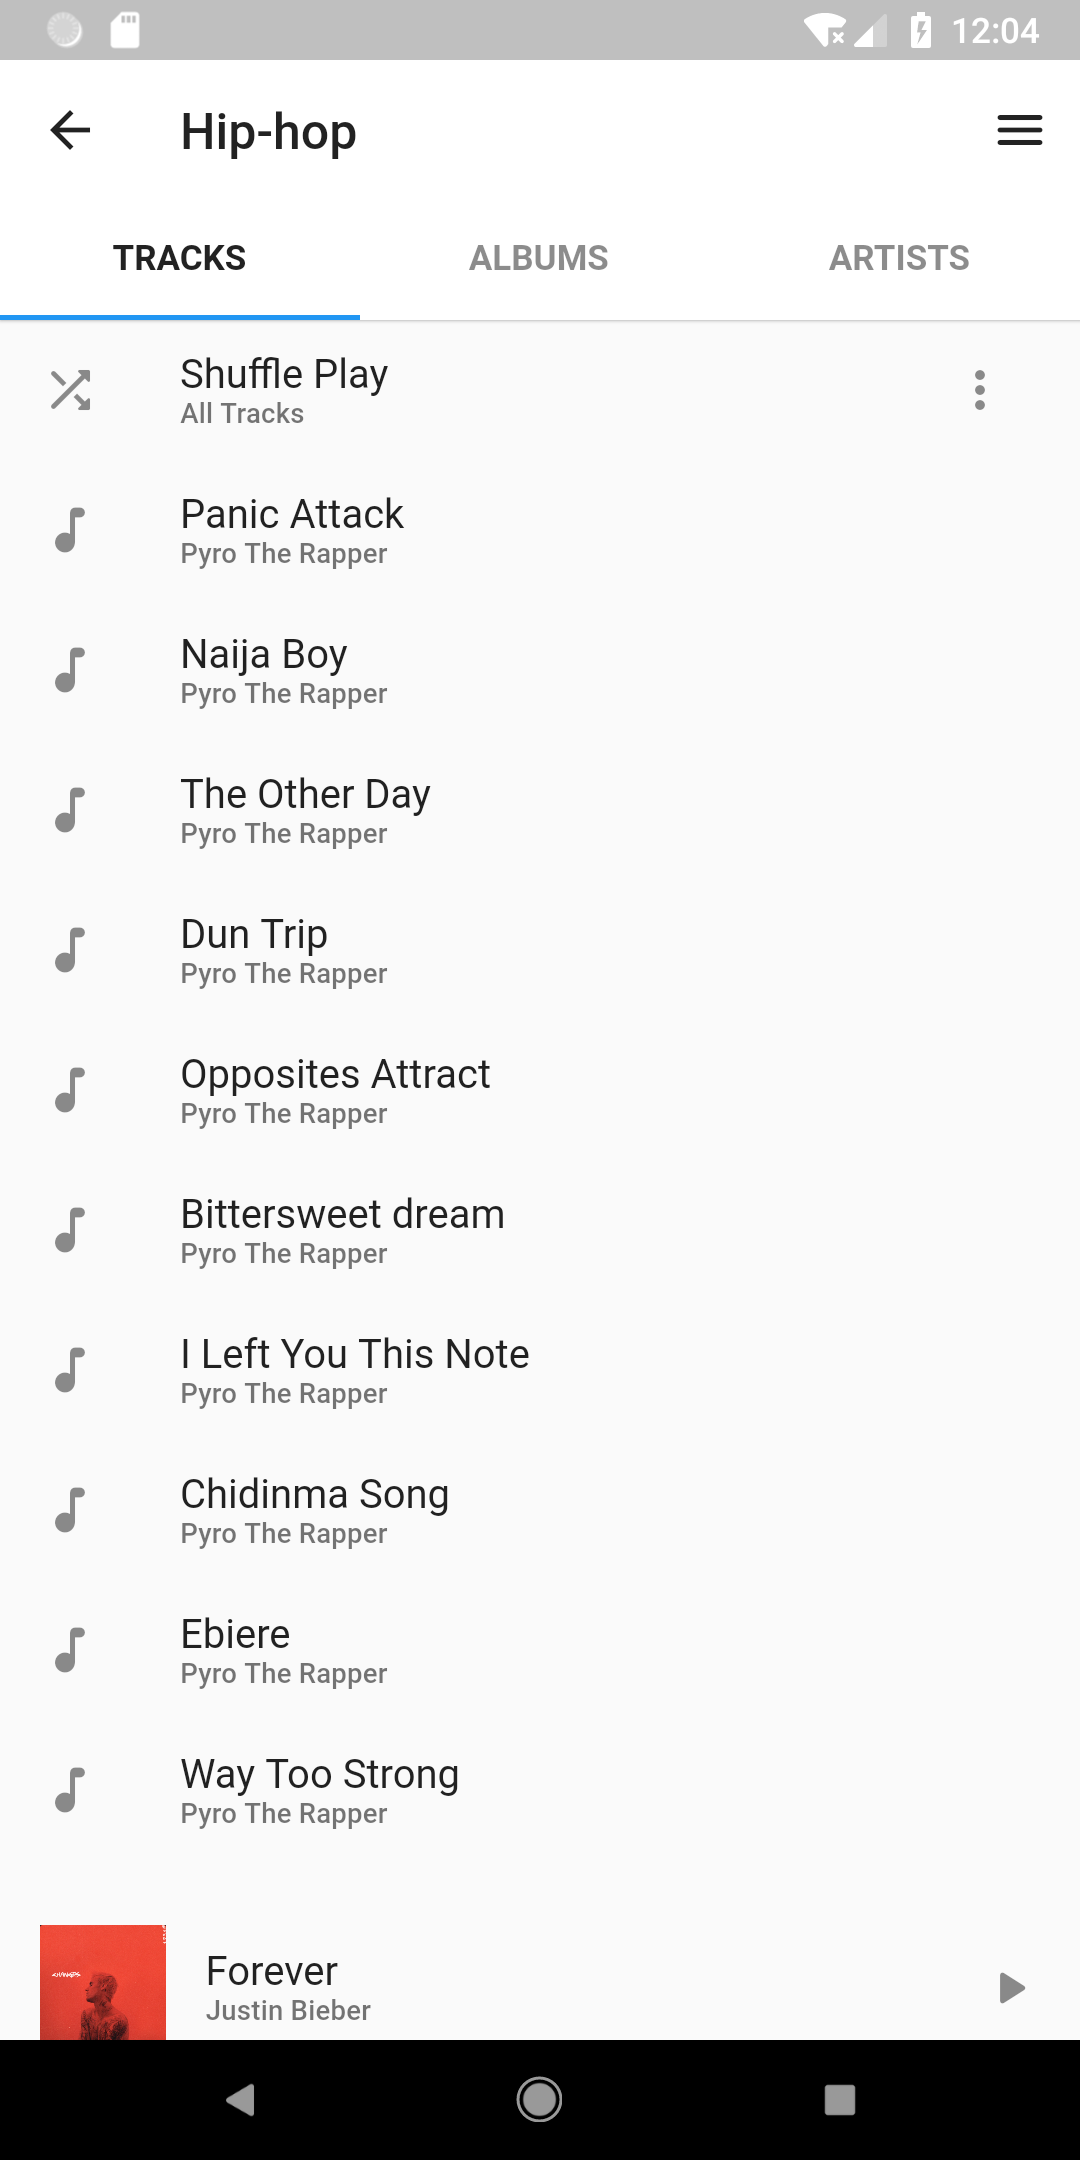 12:04
Hip-hop
TRACKS ALBUMS ARTISTS
Shuffle Play
All Tracks
Panic Attack
Pyro The Rapper
Naija Boy
Pyro The Rapper
The Other Day
Pyro The Rapper
Dun Trip
Pyro The Rapper
Opposites Attract
Pyro The Rapper
Bittersweet dream
Pyro The Rapper
I Left You This Note
Pyro The Rapper
Chidinma Song
Pyro The Rapper
Ebiere
Pyro The Rapper
Way Too Strong
Pyro The Rapper
Forever
Justin Bieber